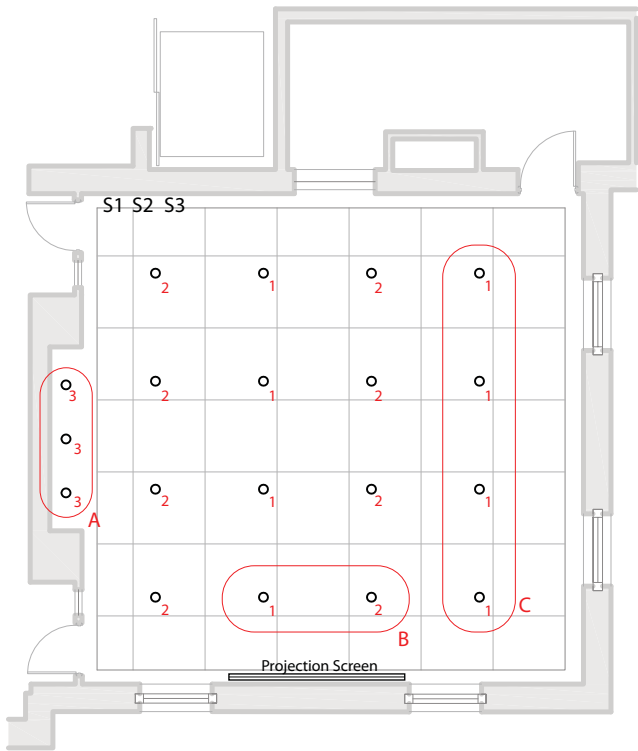 S1 S2 S3
2 1 2 1
3 2 1 2 1
3
3 2 1 2 1
A
2 1 2 1 C
B
Projection Screen